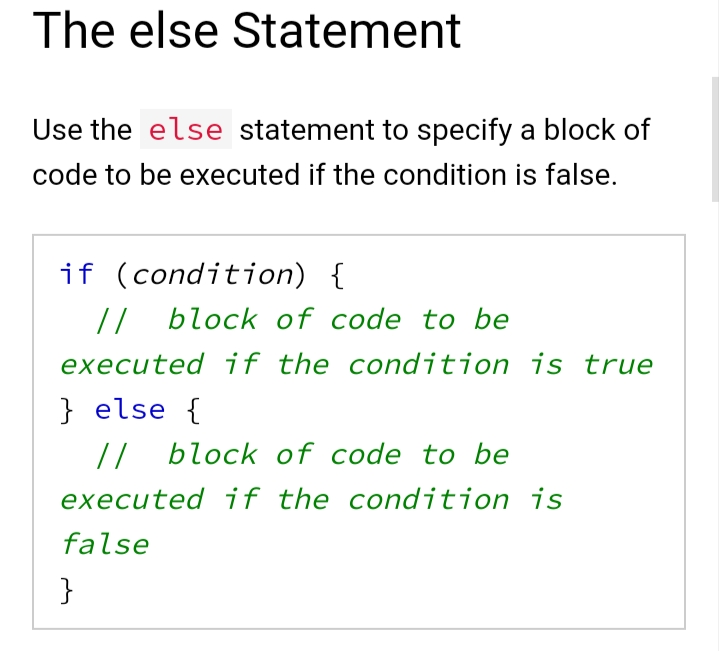 The else Statement
Use the else statement to specify a block of
code to be executed if the condition is false.
if (condition) {
  //  block of code to be
executed if the condition is true
} else {
  //  block of code to be
executed if the condition is
false
}